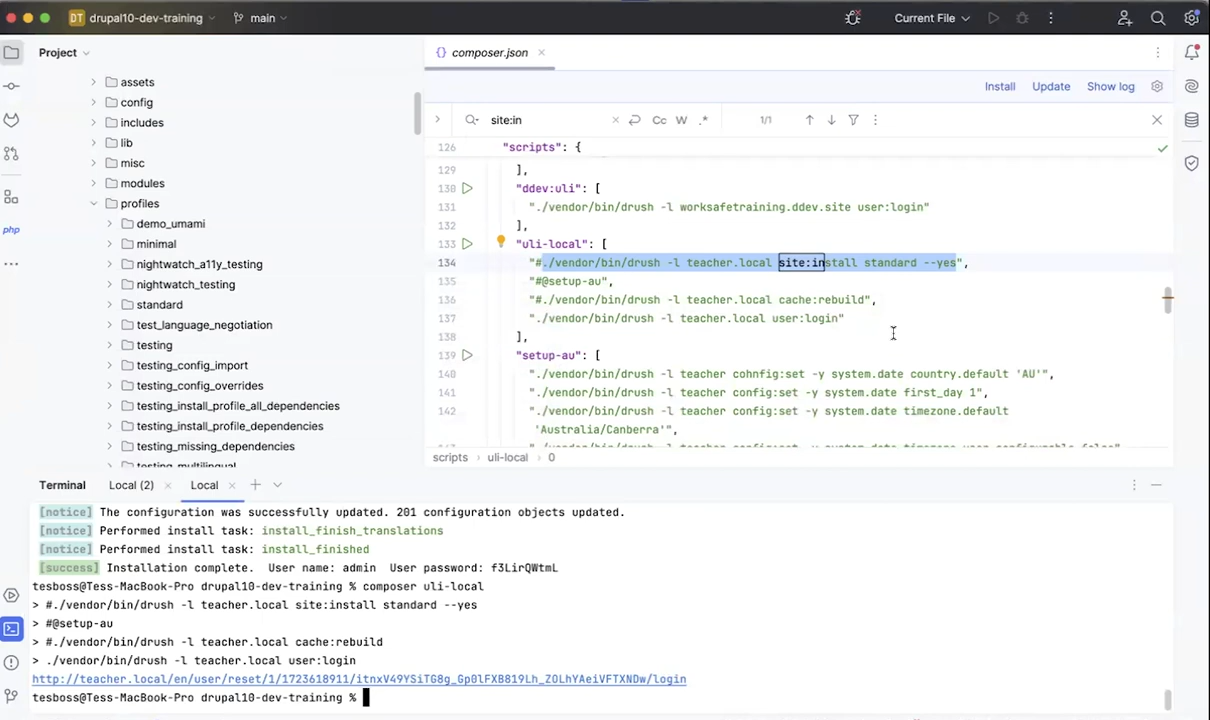 DT drupal10-dev-training main Current File
Project
assets
config
includes
lib
misc
modules
profiles
demo_umami
minimal
nightwatch_a11y_testing
nightwatch_testing
standard
test_language_negotiation
testing
testing_config_import
testing_config_overrides
testing_install_profile_all_dependencies
testing_install_profile_dependencies
testing_missing_dependencies
testing_multilingual
php
{} composer.json
Install Update Show log
site:in Cc W .* 1/1
126 "scripts": {
129 ],
130 "ddev:uli": [
131 "./vendor/bin/drush -l worksafetraining.ddev.site user:login"
132 ],
133 "uli-local": [
134 "#./vendor/bin/drush -l teacher.local site:install standard --yes",
135 "#@setup-au",
136 "#./vendor/bin/drush -l teacher.local cache:rebuild",
137 "./vendor/bin/drush -l teacher.local user:login"
138 ],
139 "setup-au": [
140 "./vendor/bin/drush -l teacher cohnfig:set -y system.date country.default 'AU'",
141 "./vendor/bin/drush -l teacher config:set -y system.date first_day 1",
142 "./vendor/bin/drush -l teacher config:set -y system.date timezone.default
'Australia/Canberra'",
scripts uli-local 0
Terminal Local (2) Local
[notice] The configuration was successfully updated. 201 configuration objects updated.
[notice] Performed install task: install_finish_translations
[notice] Performed install task: install_finished
[success] Installation complete. User name: admin User password: f3LirQWtmL
tesboss@Tess-MacBook-Pro drupal10-dev-training % composer uli-local
> #./vendor/bin/drush -l teacher.local site:install standard --yes
> #@setup-au
> #./vendor/bin/drush -l teacher.local cache:rebuild
> ./vendor/bin/drush -l teacher.local user:login
http://teacher.local/en/user/reset/1/1723618911/itnxV49YSiTG8g_Gp0lFXB819Lh_ZOLhYAeiVFTXNDw/login
tesboss@Tess-MacBook-Pro drupal10-dev-training %